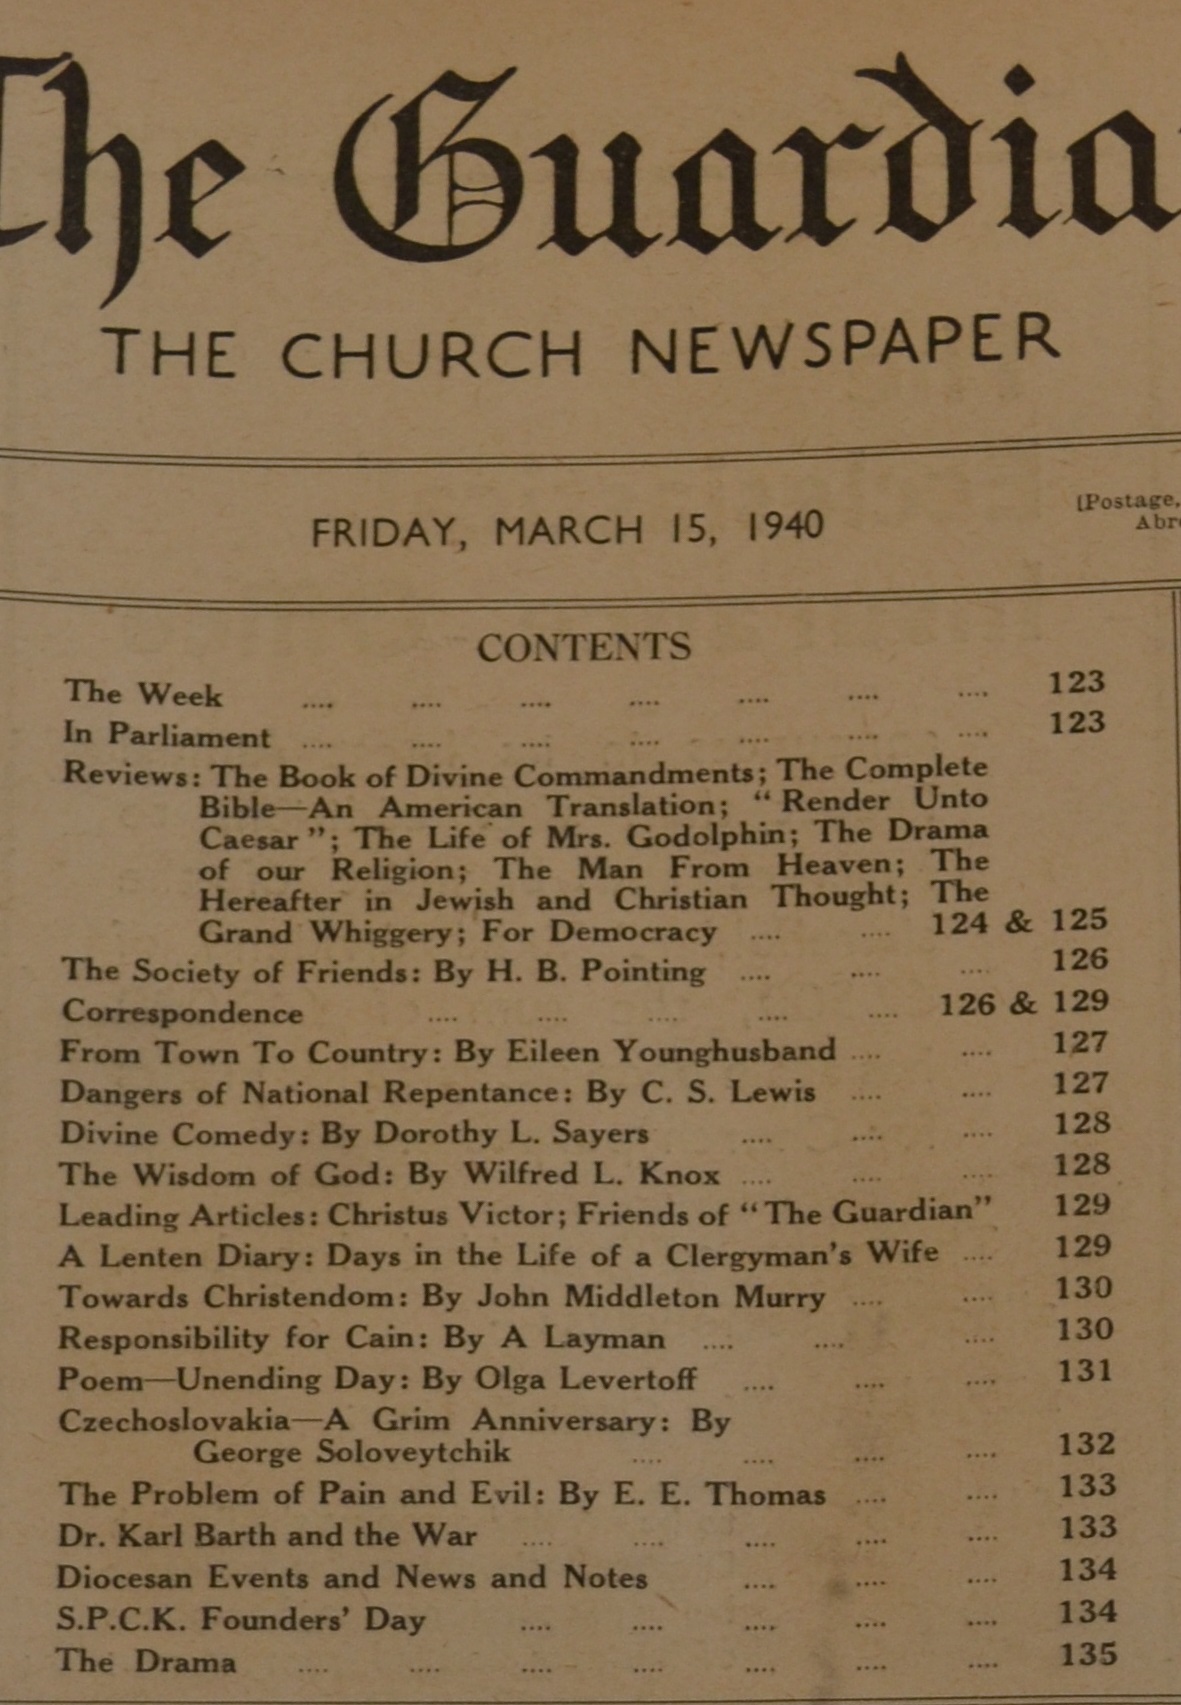 The Guardia
THE CHURCH NEWSPAPER
FRIDAY, MARCH 15, 1940
[Postage,
CONTENTS
The Week .... .... .... .... .... .... .... 123
In Parliament .... .... .... .... .... .... .... 123
Reviews: The Book of Divine Commandments; The Complete
Bible—An American Translation; "Render Unto
Caesar"; The Life of Mrs. Godolphin; The Drama
of our Religion; The Man From Heaven; The
Hereafter in Jewish and Christian Thought; The
Grand Whiggery; For Democracy .... .... 124 & 125
The Society of Friends: By H. B. Pointing .... .... .... 126
Correspondence .... .... .... .... .... 126 & 129
From Town To Country: By Eileen Younghusband .... .... 127
Dangers of National Repentance: By C. S. Lewis .... .... 127
Divine Comedy: By Dorothy L. Sayers .... .... .... 128
The Wisdom of God: By Wilfred L. Knox .... .... .... 128
Leading Articles: Christus Victor; Friends of "The Guardian" 129
A Lenten Diary: Days in the Life of a Clergyman's Wife .... 129
Towards Christendom: By John Middleton Murry .... .... 130
Responsibility for Cain: By A Layman .... .... .... 130
Poem—Unending Day: By Olga Levertoff .... .... .... 131
Czechoslovakia—A Grim Anniversary: By
George Soloveytchik .... .... .... .... 132
The Problem of Pain and Evil: By E. E. Thomas .... .... 133
Dr. Karl Barth and the War .... .... .... .... .... 133
Diocesan Events and News and Notes .... .... .... 134
S.P.C.K. Founders' Day .... .... .... .... .... 134
The Drama .... .... .... .... .... .... .... 135